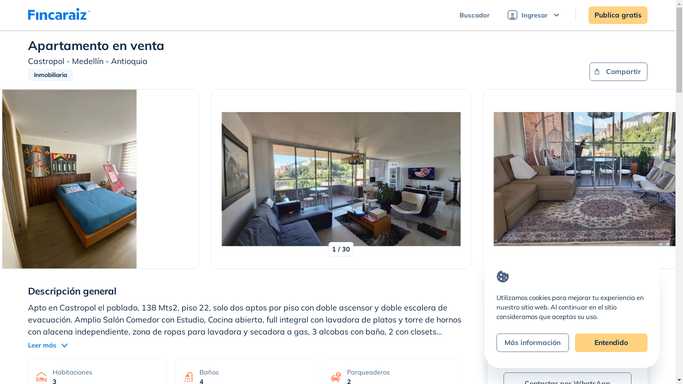 Fincaraiz
Buscador
Ingresar
Publica gratis
Apartamento en venta
Castropol - Medellín - Antioquia
Inmobiliaria
Compartir
1 / 30
Descripción general
Apto en Castropol el poblado, 138 Mts2, piso 22, solo dos aptos por piso con doble ascensor y doble escalera de
evacuación. Amplio Salón Comedor con Estudio, Cocina abierta, full integral con lavadora de platos y torre de hornos
con alacena independiente, zona de ropas para lavadora y secadora a gas, 3 alcobas con baño, 2 con closets...
Leer más
Habitaciones
3
Baños
4
Parqueaderos
2
Utilizamos cookies para mejorar tu experiencia en
nuestro sitio web. Al continuar en el sitio
consideramos que aceptas su uso.
Más información
Entendido
Contactar por WhatsApp